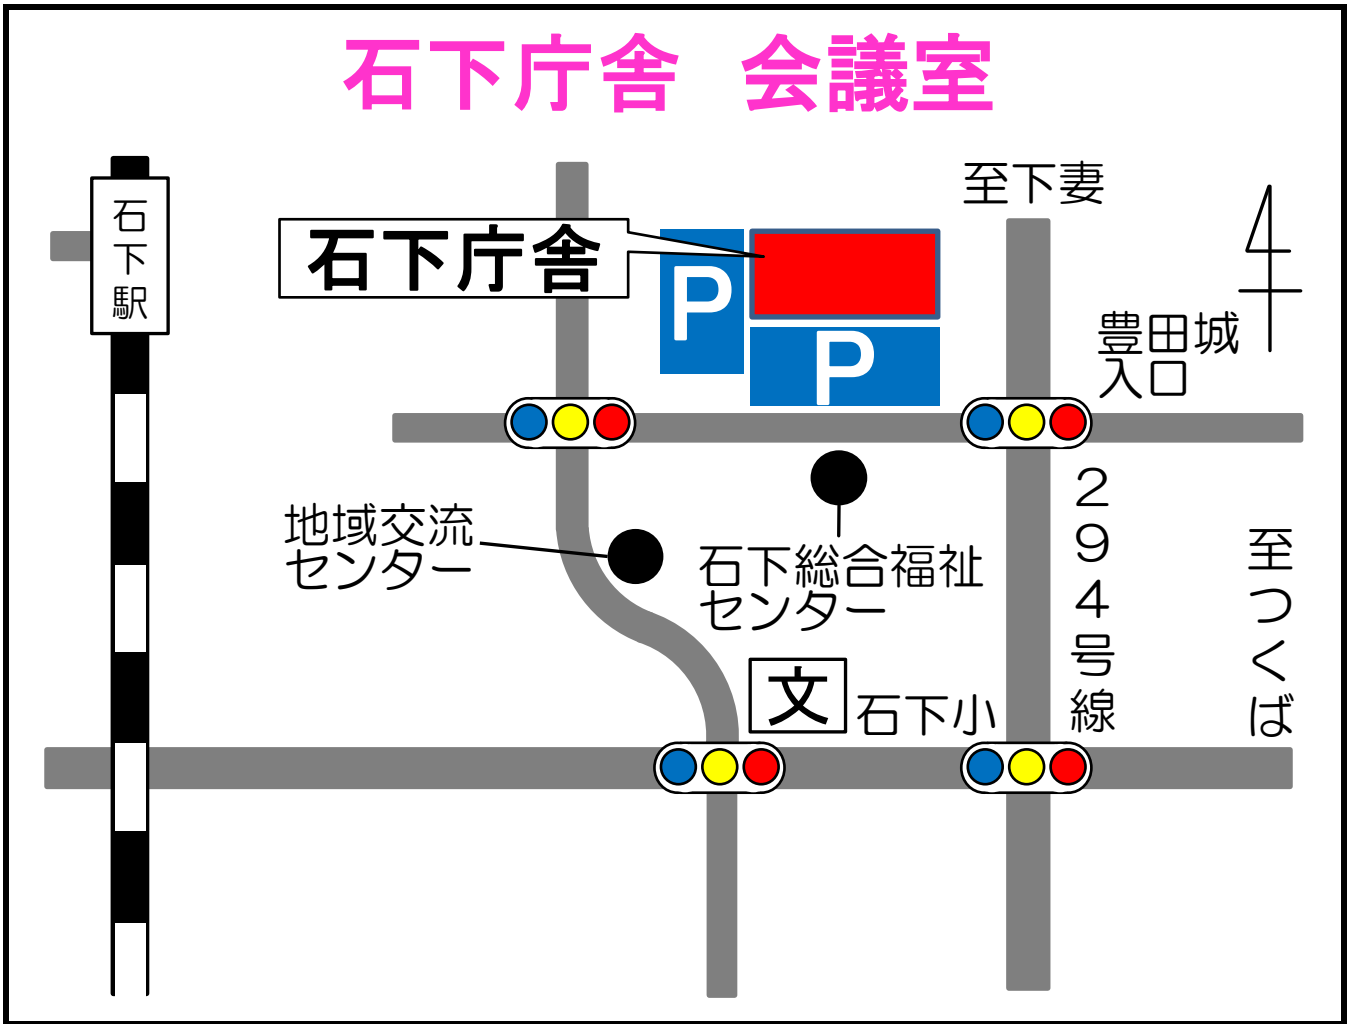 石下庁舎　会議室
石下駅
石下庁舎
P
P
至下妻
豊田城
入口
地域交流
センター
石下総合福祉
センター
２９４号線
至つくば
文
石下小